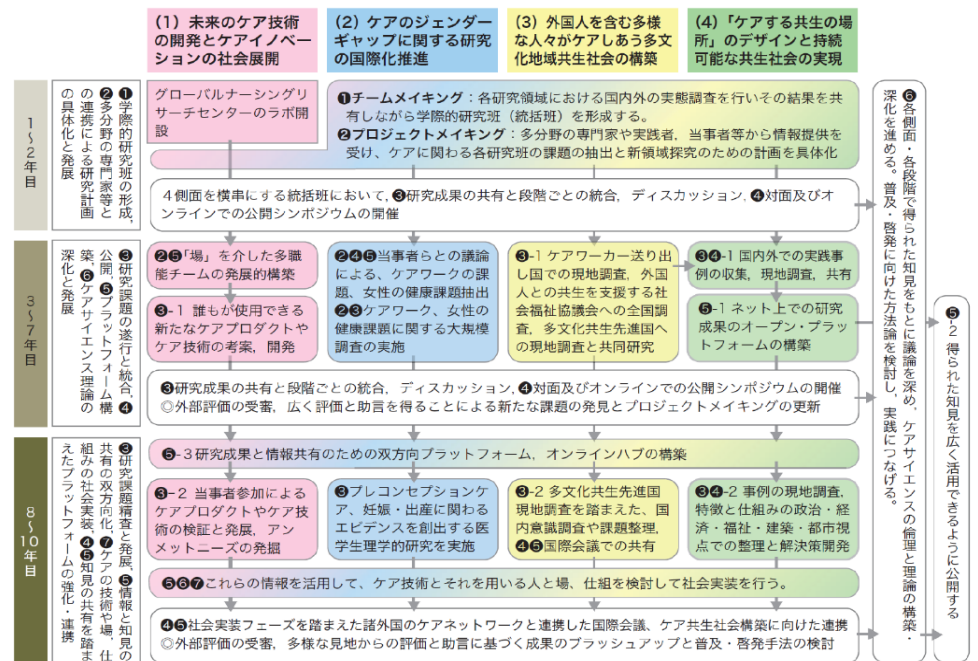 (1)未来のケア技術
の開発とケアイノベー
ションの社会展開
(2)ケアのジェンダー
ギャップに関する研究
の国際化推進
(3)外国人を含む多様
な人々がケアしあう多文
化地域共生社会の構築
(4)「ケアする共生の場
所」のデザインと持続
可能な共生社会の実現
1～2年目
❶学際的研究班の形成,
❷多分野の専門家等と
の連携による研究計画
の具体化と発展
グローバルナーシングリ
サーチセンターのラボ開
設
❶チームメイキング：各研究領域における国内外の実態調査を行いその結果を共
有しながら学際的研究班（統括班）を形成する。
❷プロジェクトメイキング：多分野の専門家や実践者，当事者等から情報提供を
受け、ケアに関わる各研究班の課題の抽出と新領域探究のための計画を具体化
4側面を横串にする統括班において,❸研究成果の共有と段階ごとの統合，ディスカッション,❹対面及びオ
ンラインでの公開シンポジウムの開催
3～7年目
❸研究課題の遂行と統合,❹
公開,❺プラットフォーム構
築,❻ケアサイエンス理論の
深化と発展
❷❺「場」を介した多職
能チームの発展的構築
❸-1 誰もが使用できる
新たなケアプロダクトや
ケア技術の考案，開発
❷❹❺当事者らとの議論
による、ケアワークの課
題、女性の健康課題抽出
❷❸ケアワーク、女性の
健康課題に関する大規模
調査の実施
❸-1 ケアワーカー送り出
し国での現地調査，外国
人との共生を支援する社
会福祉協議会への全国調
査，多文化共生先進国へ
の現地調査と共同研究
❸❹-1 国内外での実践事
例の収集，現地調査，共有
❺-1 ネット上での研究
成果のオープン・プラッ
トフォームの構築
❸研究成果の共有と段階ごとの統合，ディスカッション,❹対面及びオンラインでの公開シンポジウムの開催
◎外部評価の受審，広く評価と助言を得ることによる新たな課題の発見とプロジェクトメイキングの更新
8～10年目
❸研究課題精査と発展,❺情報と知見の
共有の双方向化,❼ケアの技術や場，仕
組みの社会実装,❹❺知見の共有を踏ま
えたプラットフォームの強化・連携
❺-3研究成果と情報共有のための双方向プラットフォーム，オンラインハブの構築
❸-2 当事者参加による
ケアプロダクトやケア技
術の検証と発展，アン
メットニーズの発掘
❸プレコンセプションケ
ア、妊娠・出産に関わる
エビデンスを創出する医学
生理学的研究を実施
❸-2 多文化共生先進国
現地調査を踏まえた、国
内意識調査や課題整理,
❹❺国際会議での共有
❸❹-2 事例の現地調査,
特徴と仕組みの政治・経
済・福祉・建築・都市視
点での整理と解決策開発
❺❻❼これらの情報を活用して、ケア技術とそれを用いる人と場、仕組を検討して社会実装を行う。
❹❺社会実装フェーズを踏まえた諸外国のケアネットワークと連携した国際会議、ケア共生社会構築に向けた連携
◎外部評価の受審，多様な見地からの評価と助言に基づく成果のブラッシュアップと普及・啓発手法の検討
❻各側面・各段階で得られた知見をもとに議論を深め，ケアサイエンスの倫理と理論の構築・
深化を進める。普及・啓発に向けた方法論を検討し，実践につなげる。
❺-2 得られた知見を広く活用できるように公開する